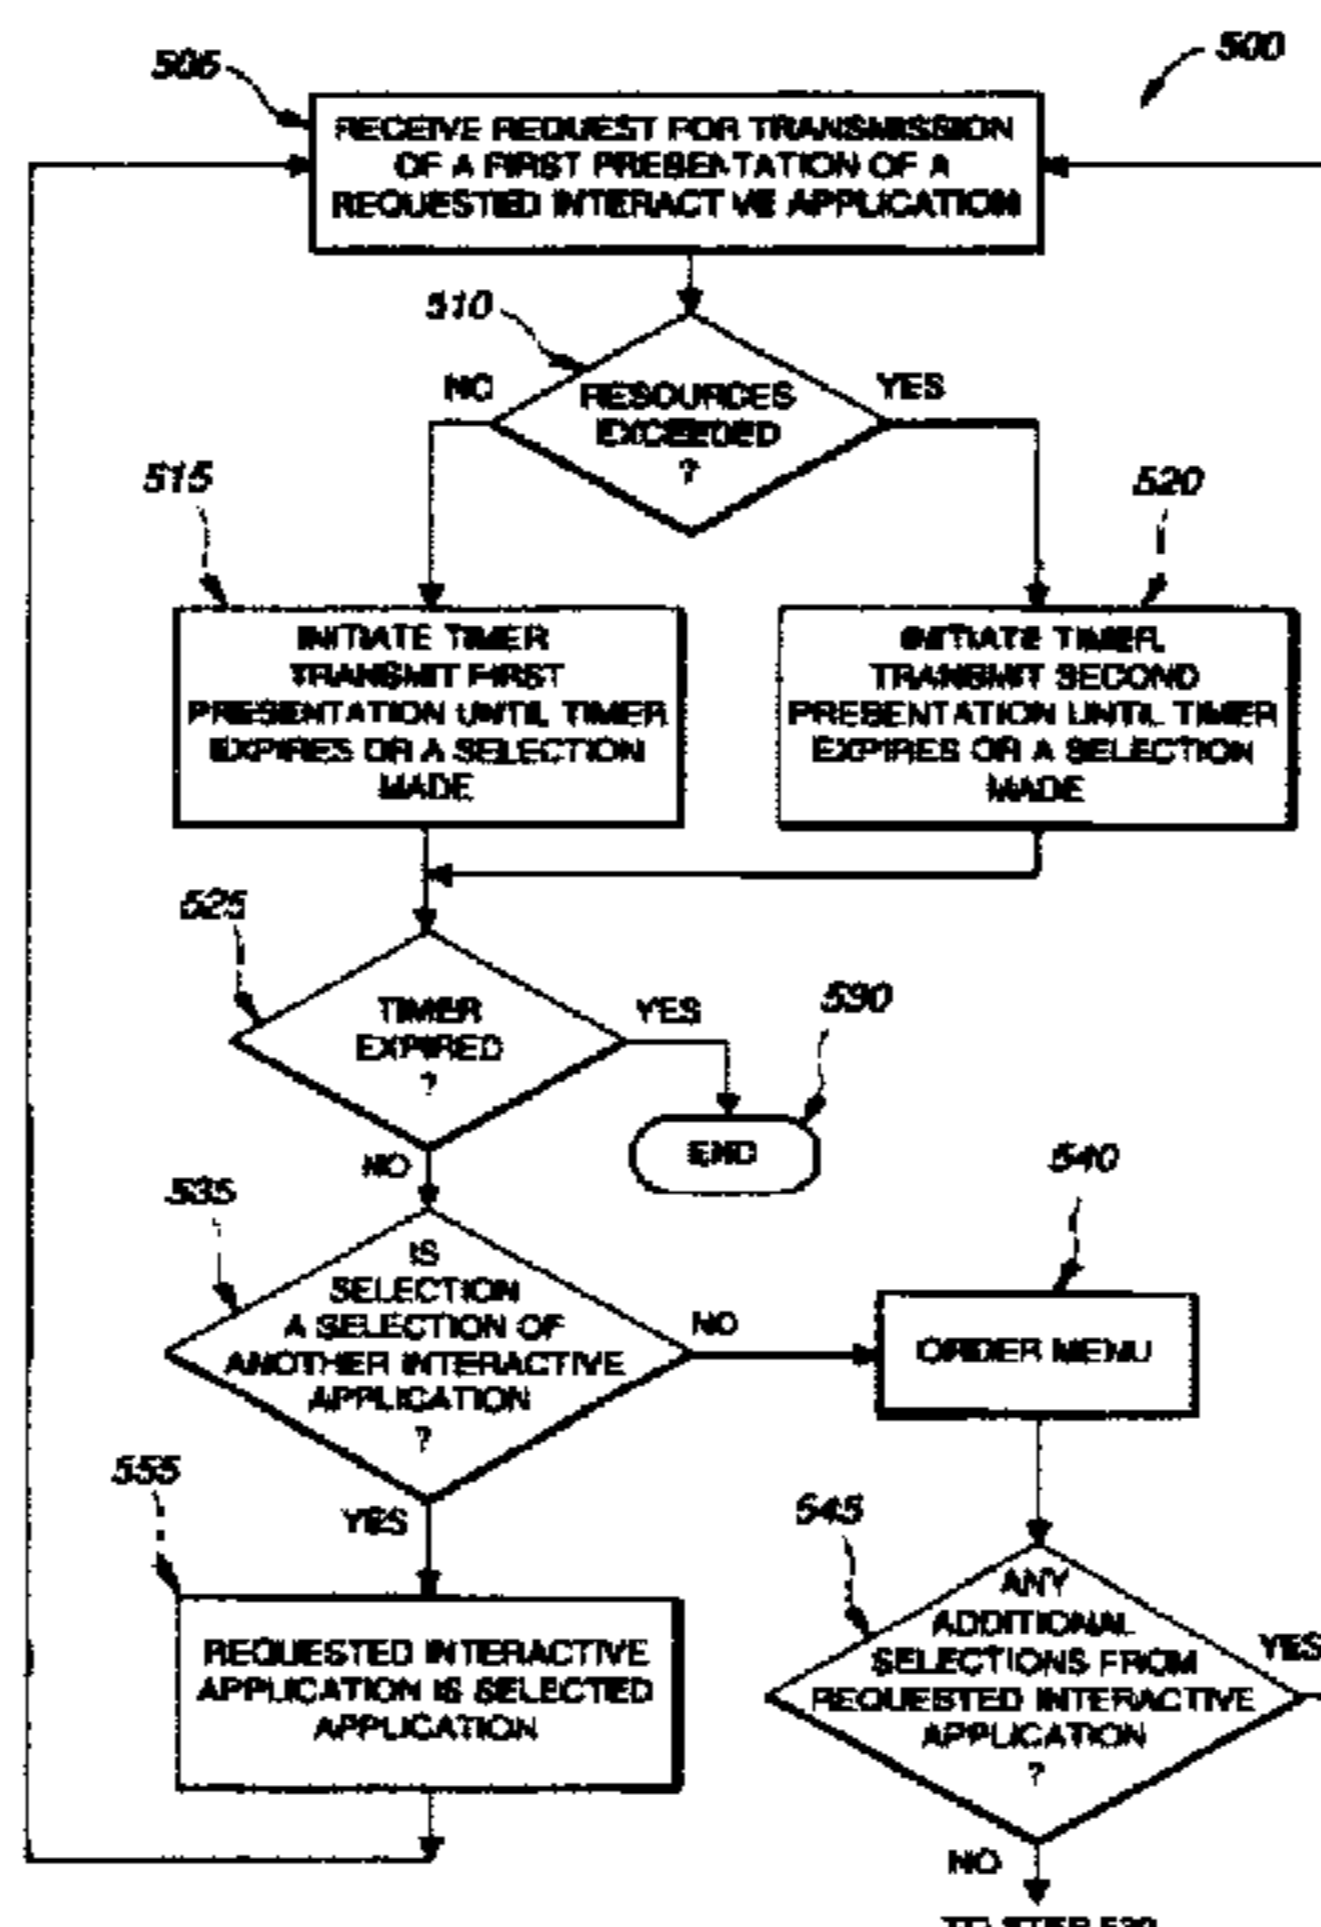 505
500
RECEIVE REQUEST FOR TRANSMISSION
OF A FIRST PRESENTATION OF A
REQUESTED INTERACTIVE APPLICATION
510
NO
RESOURCES
EXCEEDED
?
YES
515
520
INITIATE TIMER
TRANSMIT FIRST
PRESENTATION UNTIL TIMER
EXPIRES OR A SELECTION
MADE
INITIATE TIMER,
TRANSMIT SECOND
PRESENTATION UNTIL TIMER
EXPIRES OR A SELECTION
MADE
525
TIMER
EXPIRED
?
YES
530
END
NO
535
540
IS
SELECTION
A SELECTION OF
ANOTHER INTERACTIVE
APPLICATION
?
NO
ORDER MENU
555
YES
545
ANY
ADDITIONAL
SELECTIONS FROM
REQUESTED INTERACTIVE
APPLICATION
?
YES
REQUESTED INTERACTIVE
APPLICATION IS SELECTED
APPLICATION
NO
TO STEP 530